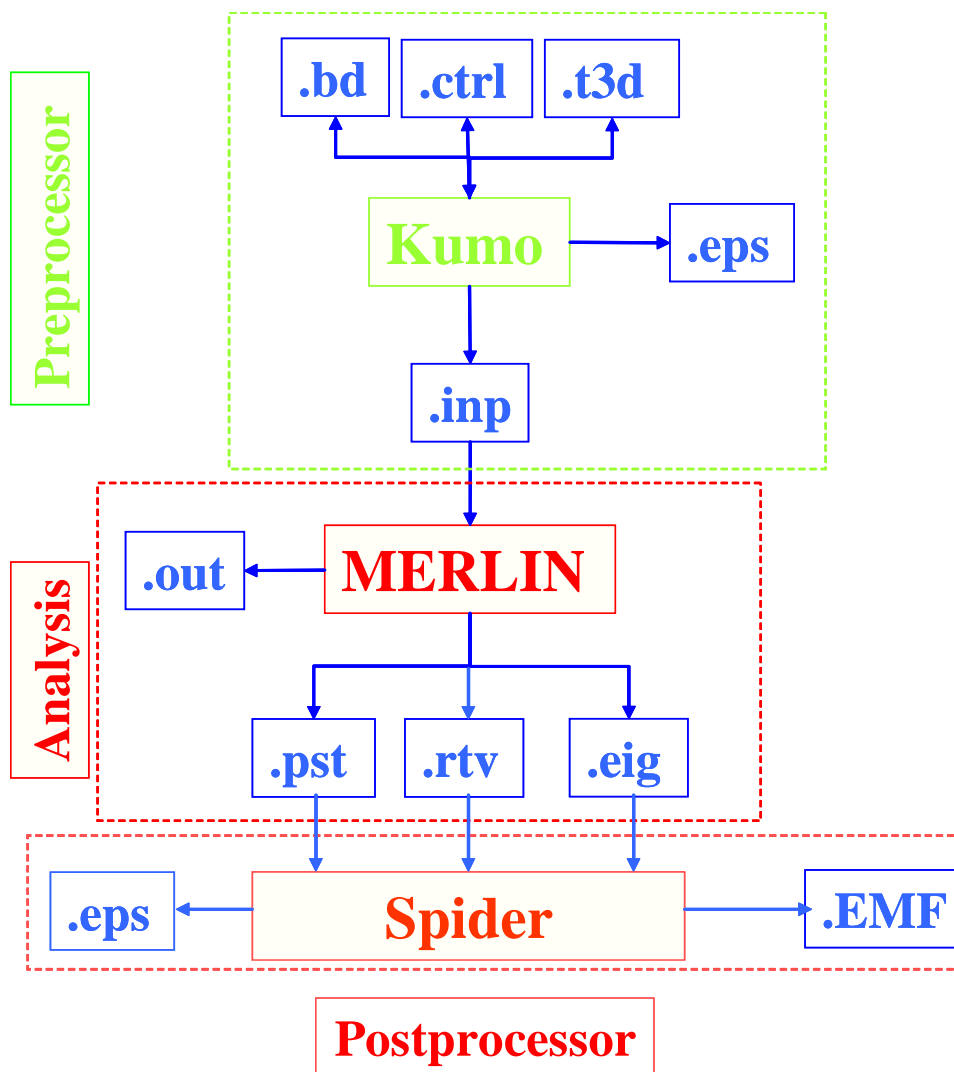 .bd
.ctrl
.t3d
Preprocessor
Kumo
.eps
.inp
MERLIN
.out
Analysis
.pst
.rtv
.eig
.eps
Spider
.EMF
Postprocessor